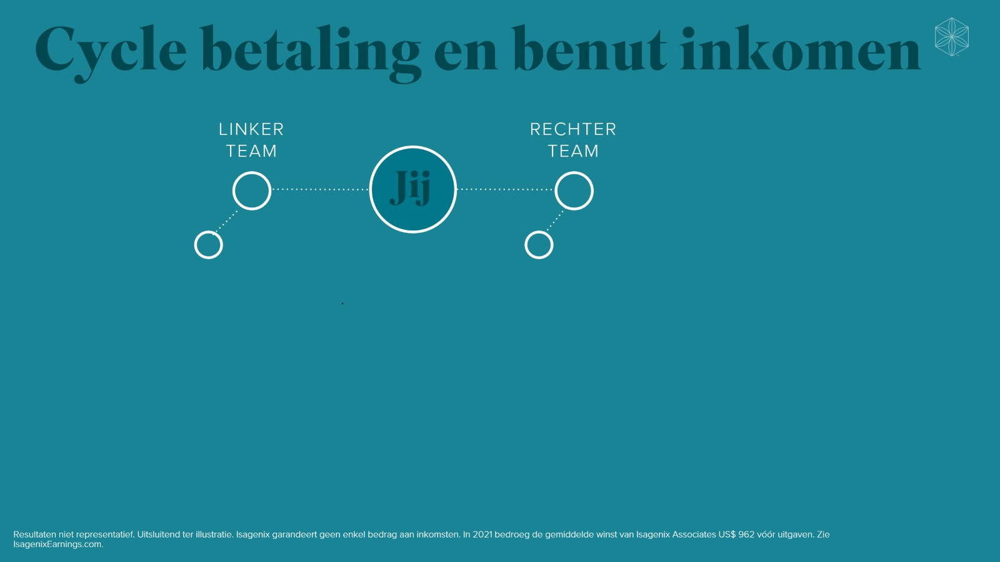 Cycle betaling en benut inkomen
LINKER
TEAM
RECHTER
TEAM
Jij
Resultaten niet representatief. Uitsluitend ter illustratie. Isagenix garandeert geen enkel bedrag aan inkomsten. In 2021 bedroeg de gemiddelde winst van Isagenix Associates US$ 962 vóór uitgaven. Zie
IsagenixEarnings.com.